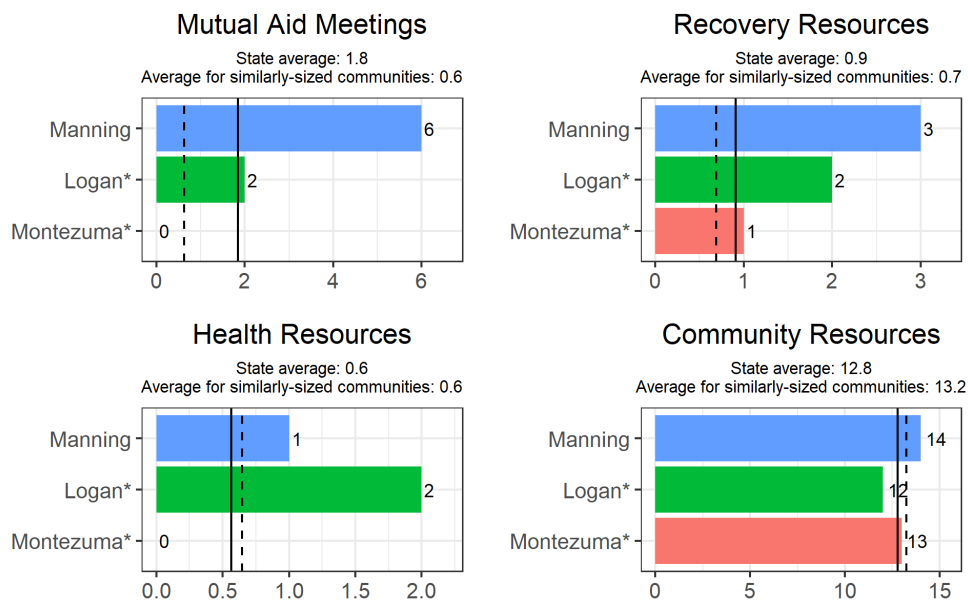 Mutual Aid Meetings
State average: 1.8
Average for similarly-sized communities: 0.6
Manning
6
Logan*
2
Montezuma*
0
0 2 4 6
Recovery Resources
State average: 0.9
Average for similarly-sized communities: 0.7
Manning
3
Logan*
2
Montezuma*
1
0 1 2 3
Health Resources
State average: 0.6
Average for similarly-sized communities: 0.6
Manning
1
Logan*
2
Montezuma*
0
0.0 0.5 1.0 1.5 2.0
Community Resources
State average: 12.8
Average for similarly-sized communities: 13.2
Manning
14
Logan*
12
Montezuma*
13
0 5 10 15